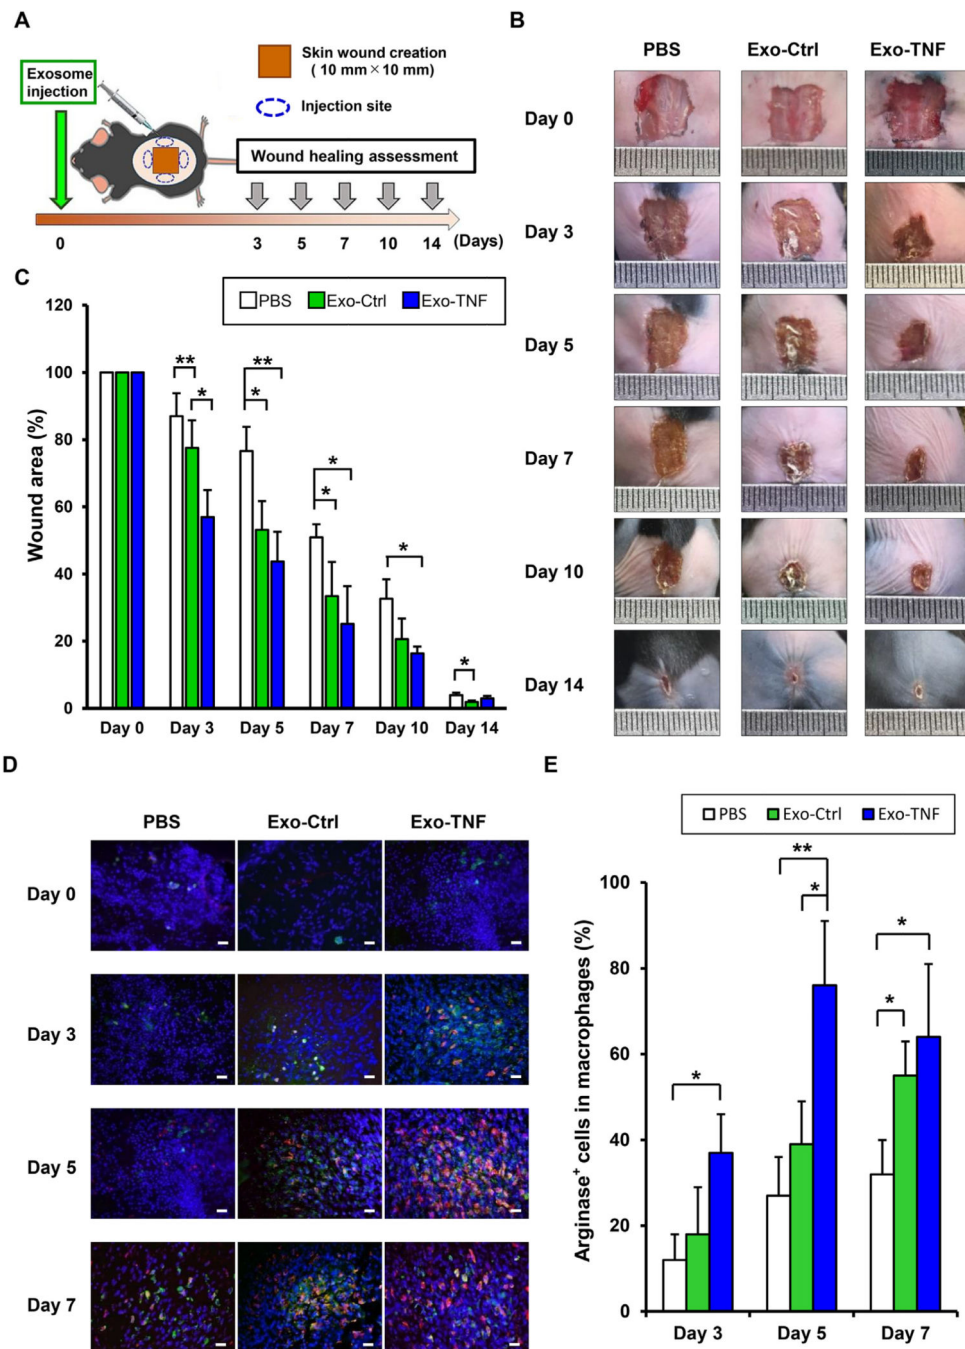 A
Exosome
injection
Skin wound creation
( 10 mm×10 mm)
Injection site
Wound healing assessment
0 3 5 7 10 14 (Days)
B
PBS Exo-Ctrl Exo-TNF
Day 0
Day 3
Day 5
Day 7
Day 10
Day 14
C
PBS Exo-Ctrl Exo-TNF
Wound area (%)
120
100
80
60
40
20
0
** *
** *
* *
*
*
Day 0 Day 3 Day 5 Day 7 Day 10 Day 14
D
PBS Exo-Ctrl Exo-TNF
Day 0
Day 3
Day 5
Day 7
E
PBS Exo-Ctrl Exo-TNF
Arginase+ cells in macrophages (%)
100
80
60
40
20
0
*
** *
* *
Day 3 Day 5 Day 7